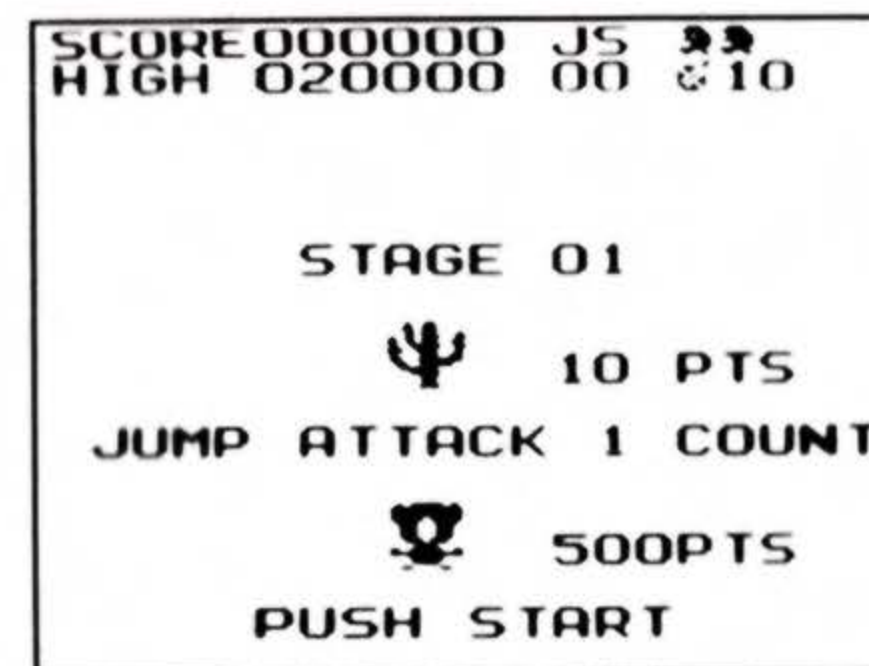 SCORE000000 JS
HIGH 020000 00 10
STAGE 01
10 PTS
JUMP ATTACK 1 COUNT
500PTS
PUSH START